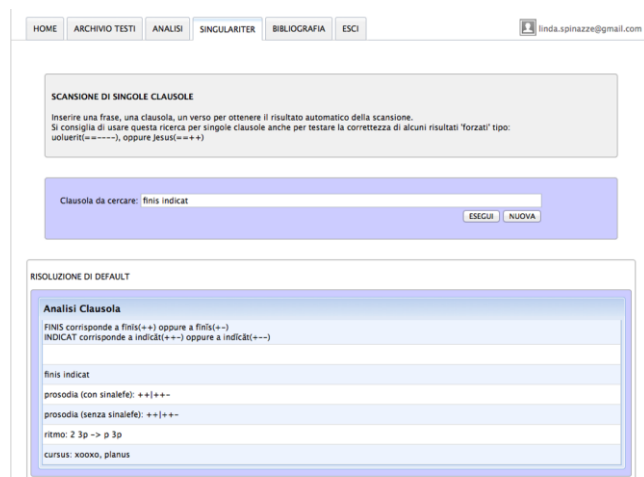 HOME ARCHIVIO TESTI ANALISI SINGULARITER BIBLIOGRAFIA ESCI linda.spinazze@gmail.com
SCANSIONE DI SINGOLE CLAUSOLE
Inserire una frase, una clausola, un verso per ottenere il risultato automatico della scansione.
Si consiglia di usare questa ricerca per singole clausole anche per testare la correttezza di alcuni risultati 'forzati' tipo:
uoluerit(==----), oppure Jesus(==++)
Clausola da cercare: finis indicat
ESEGUI NUOVA
RISOLUZIONE DI DEFAULT
Analisi Clausola
FINIS corrisponde a fīnīs(++) oppure a fīnĭs(+-)
INDICAT corrisponde a indīcăt(++-) oppure a indĭcăt(+--)
finis indicat
prosodia (con sinalefe): ++|++-
prosodia (senza sinalefe): ++|++-
ritmo: 2 3p -> p 3p
cursus: xooxo, planus